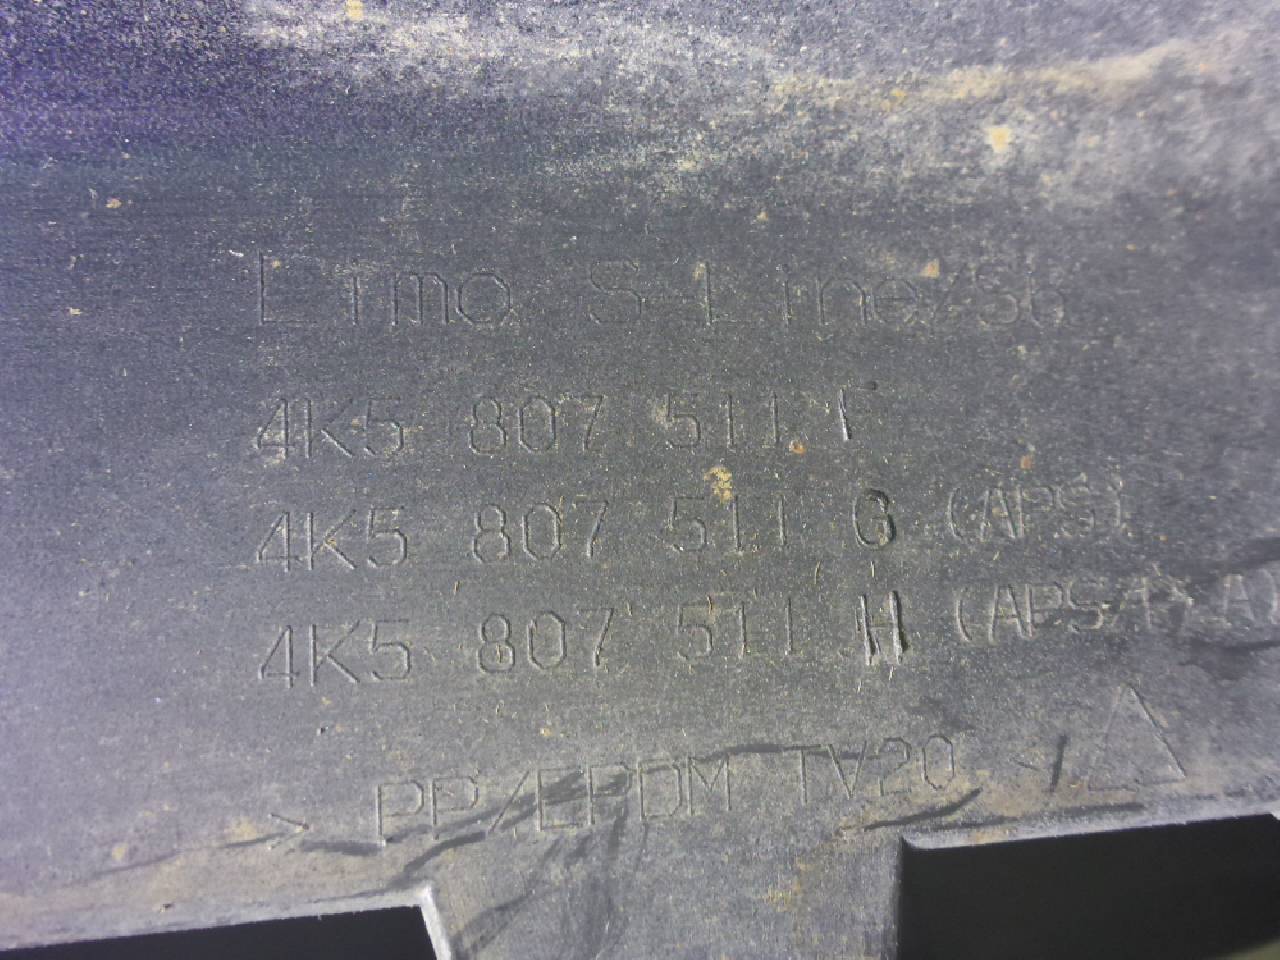 Limo S-Line/S6
4K5 807 511 F
4K5 807 511 G (APS)
4K5 807 511 H
>PP/EPDM TV20<